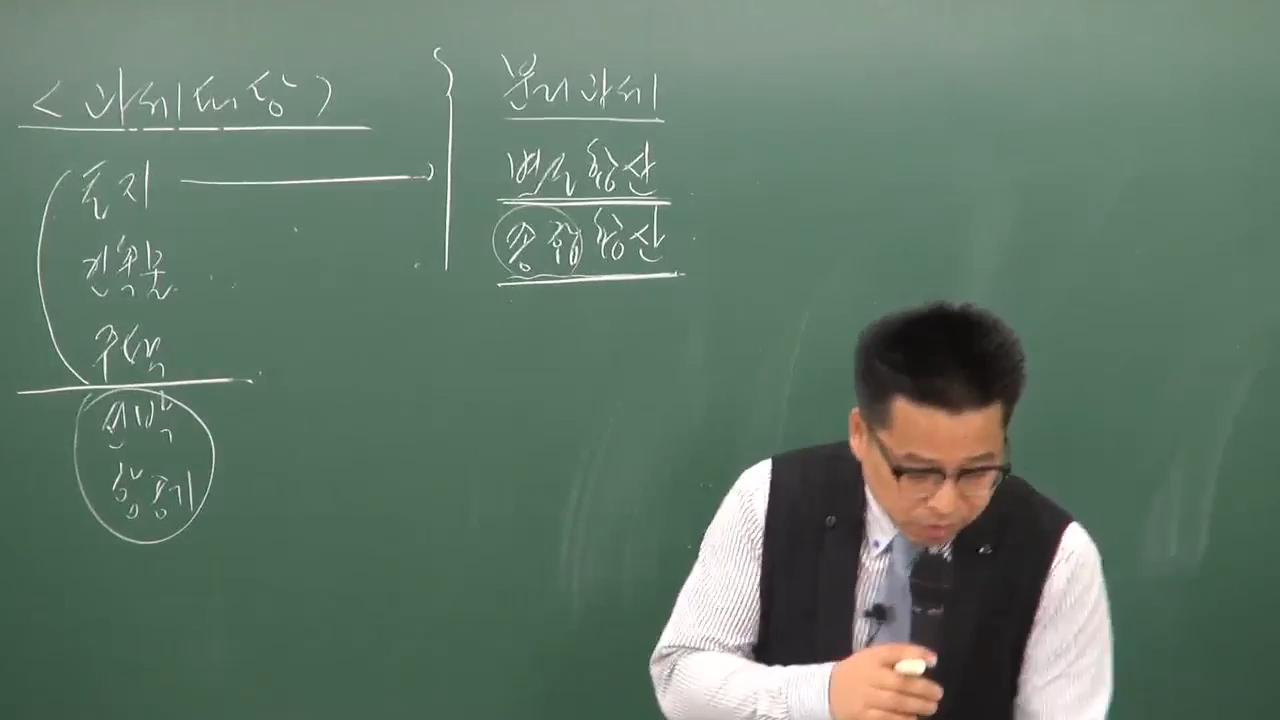 <과세대상>
토지
건축물
주택
선박
항공기
분리과세
별도합산
종합합산